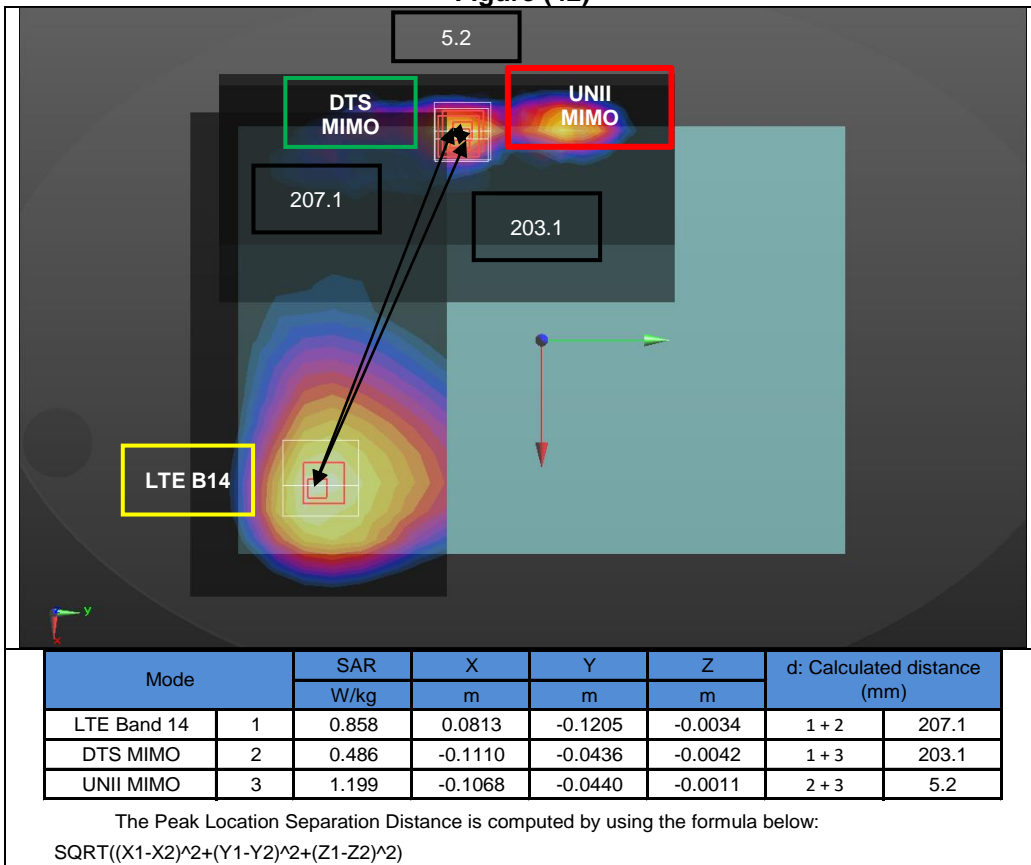 5.2
DTS
MIMO
UNII
MIMO
207.1
203.1
LTE B14
y
x
Mode SAR X Y Z d: Calculated distance
(mm)
W/kg m m m
LTE Band 14 1 0.858 0.0813 -0.1205 -0.0034 1 + 2 207.1
DTS MIMO 2 0.486 -0.1110 -0.0436 -0.0042 1 + 3 203.1
UNII MIMO 3 1.199 -0.1068 -0.0440 -0.0011 2 + 3 5.2
The Peak Location Separation Distance is computed by using the formula below:
SQRT((X1-X2)^2+(Y1-Y2)^2+(Z1-Z2)^2)